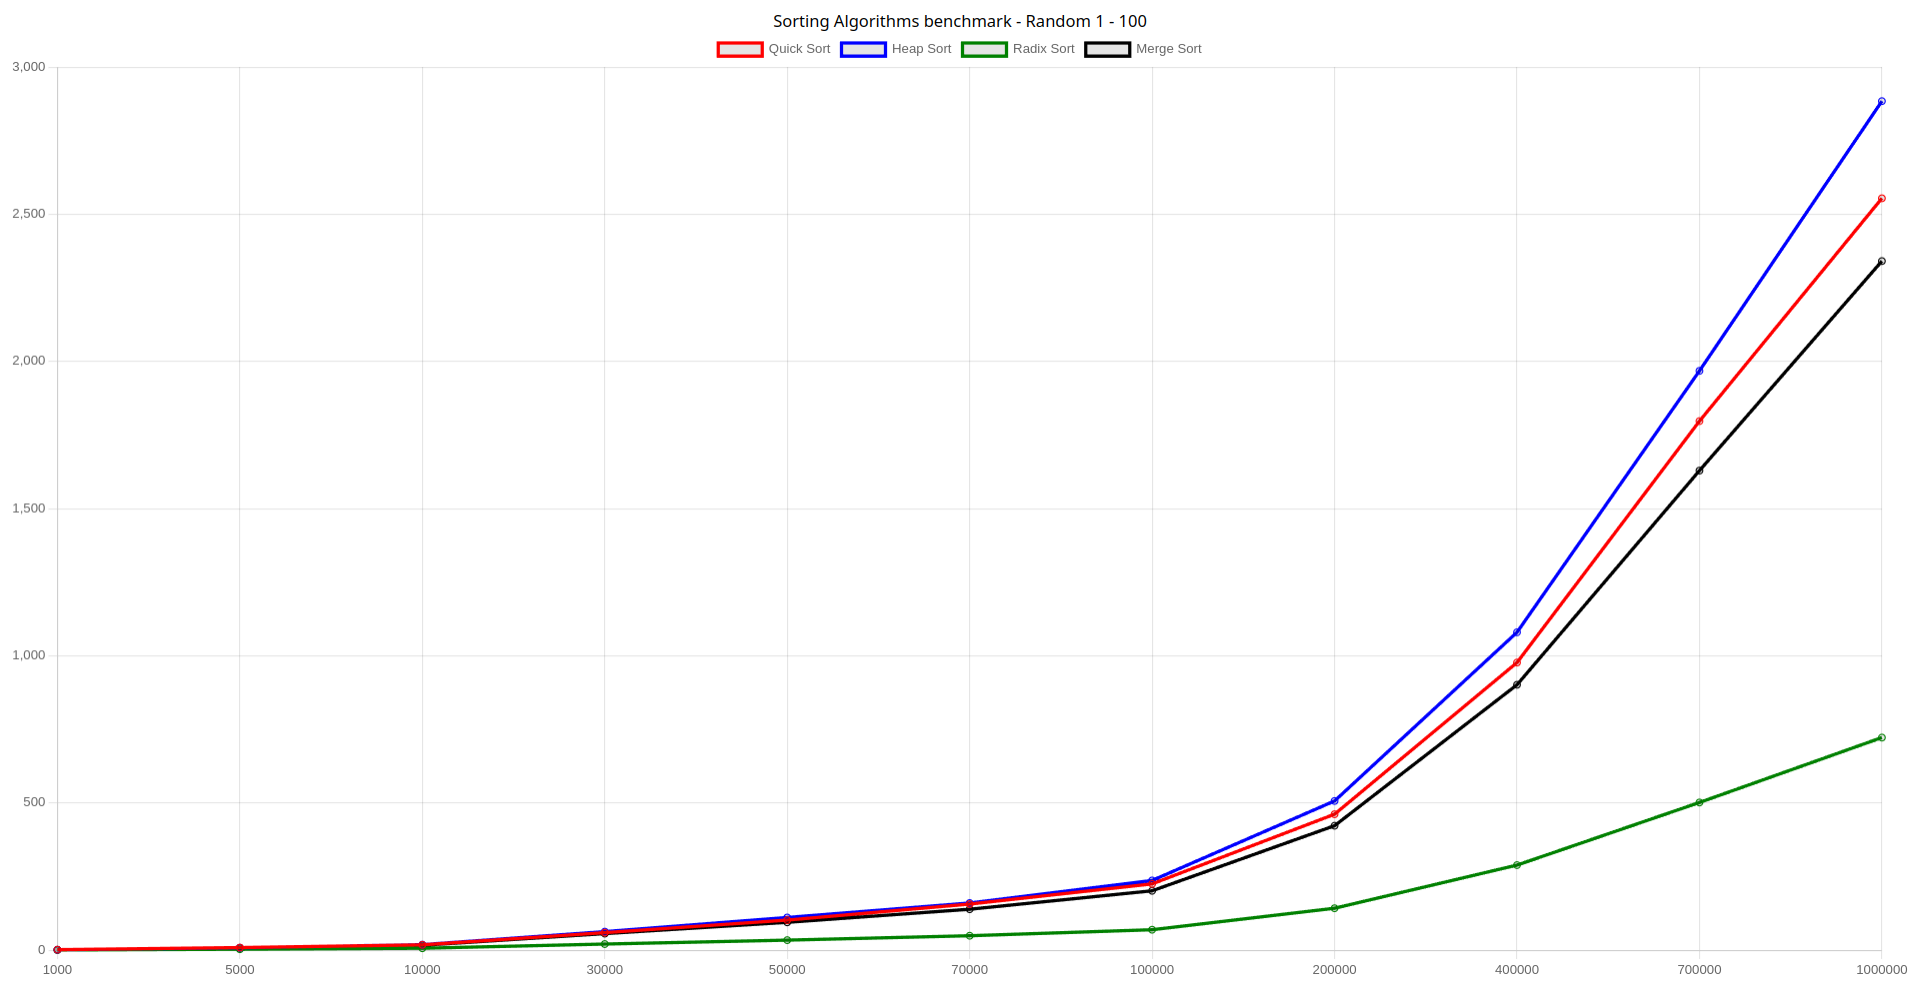 Sorting Algorithms benchmark - Random 1 - 100
Quick Sort Heap Sort Radix Sort Merge Sort
3,000
2,500
2,000
1,500
1,000
500
0
1000 5000 10000 30000 50000 70000 100000 200000 400000 700000 1000000